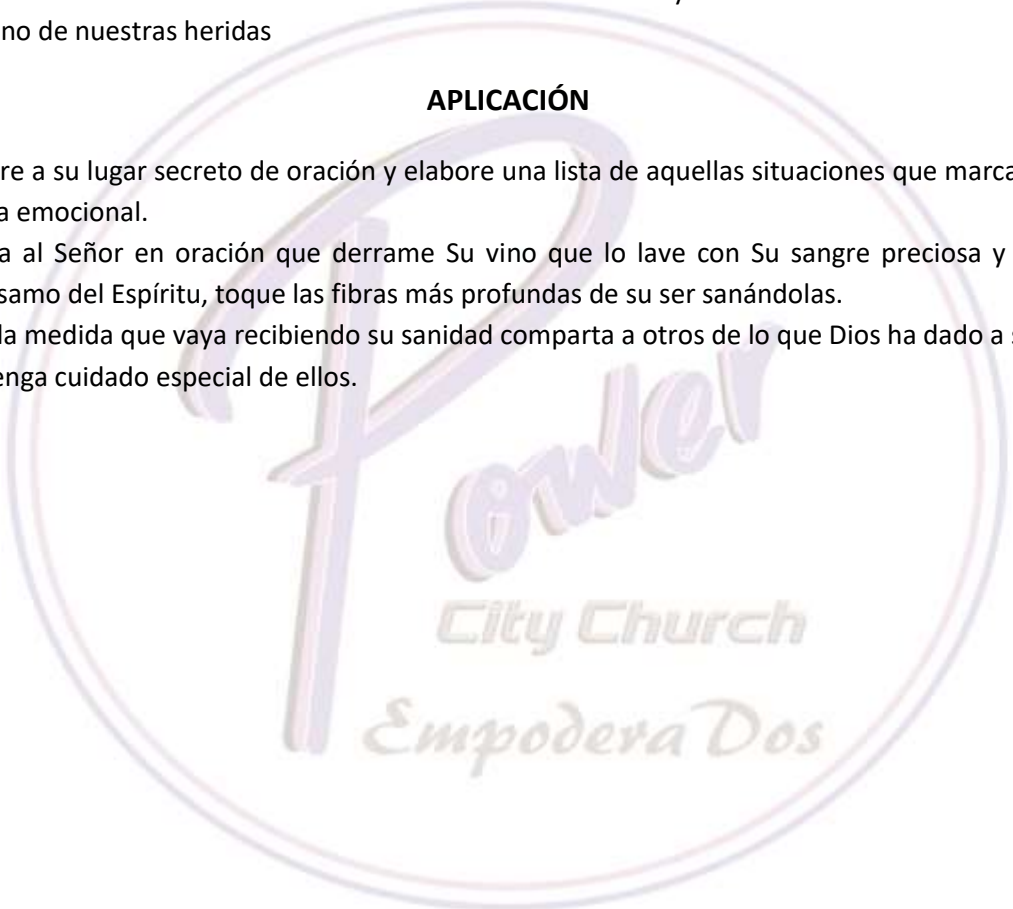 no de nuestras heridas
APLICACIÓN
re a su lugar secreto de oración y elabore una lista de aquellas situaciones que marca
a emocional.
a al Señor en oración que derrame Su vino que lo lave con Su sangre preciosa y
samo del Espíritu, toque las fibras más profundas de su ser sanándolas.
la medida que vaya recibiendo su sanidad comparta a otros de lo que Dios ha dado a s
enga cuidado especial de ellos.
Power
City Church
EmpoderaDos